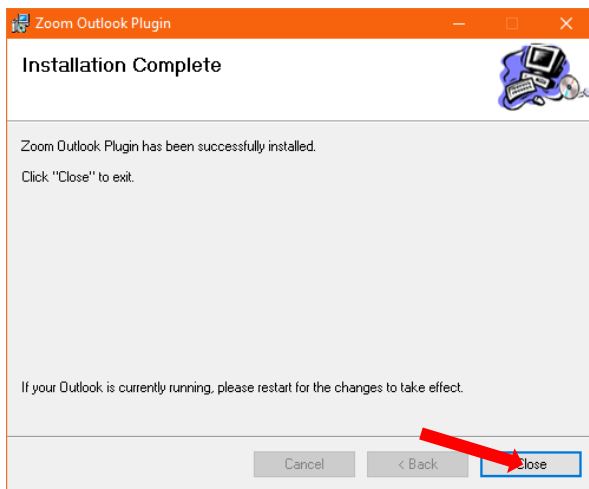 Zoom Outlook Plugin
Installation Complete
Zoom Outlook Plugin has been successfully installed.
Click "Close" to exit.
If your Outlook is currently running, please restart for the changes to take effect.
Cancel
< Back
Close